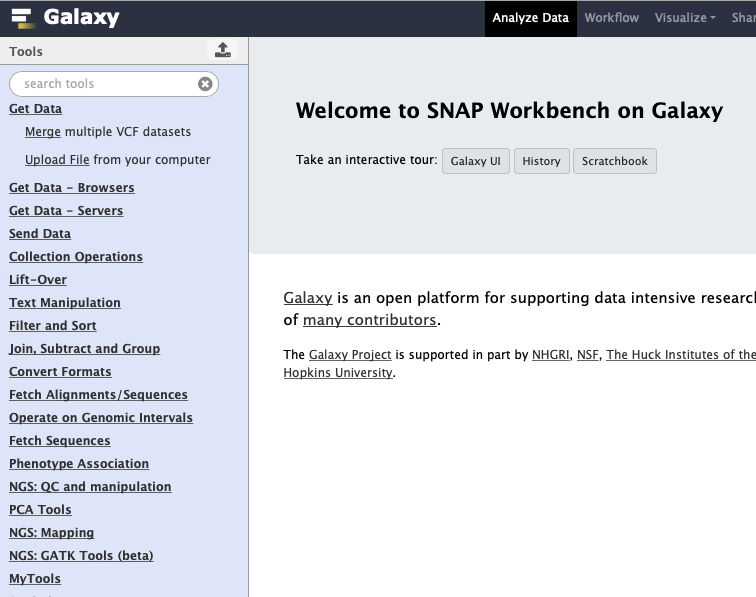 Galaxy
Analyze Data
Workflow
Visualize
Shar
Tools
search tools
Get Data
Merge multiple VCF datasets
Upload File from your computer
Get Data - Browsers
Get Data - Servers
Send Data
Collection Operations
Lift-Over
Text Manipulation
Filter and Sort
Join, Subtract and Group
Convert Formats
Fetch Alignments/Sequences
Operate on Genomic Intervals
Fetch Sequences
Phenotype Association
NGS: QC and manipulation
PCA Tools
NGS: Mapping
NGS: GATK Tools (beta)
MyTools
Welcome to SNAP Workbench on Galaxy
Take an interactive tour: Galaxy UI History Scratchbook
Galaxy is an open platform for supporting data intensive research
of many contributors.
The Galaxy Project is supported in part by NHGRI, NSF, The Huck Institutes of the
Hopkins University.